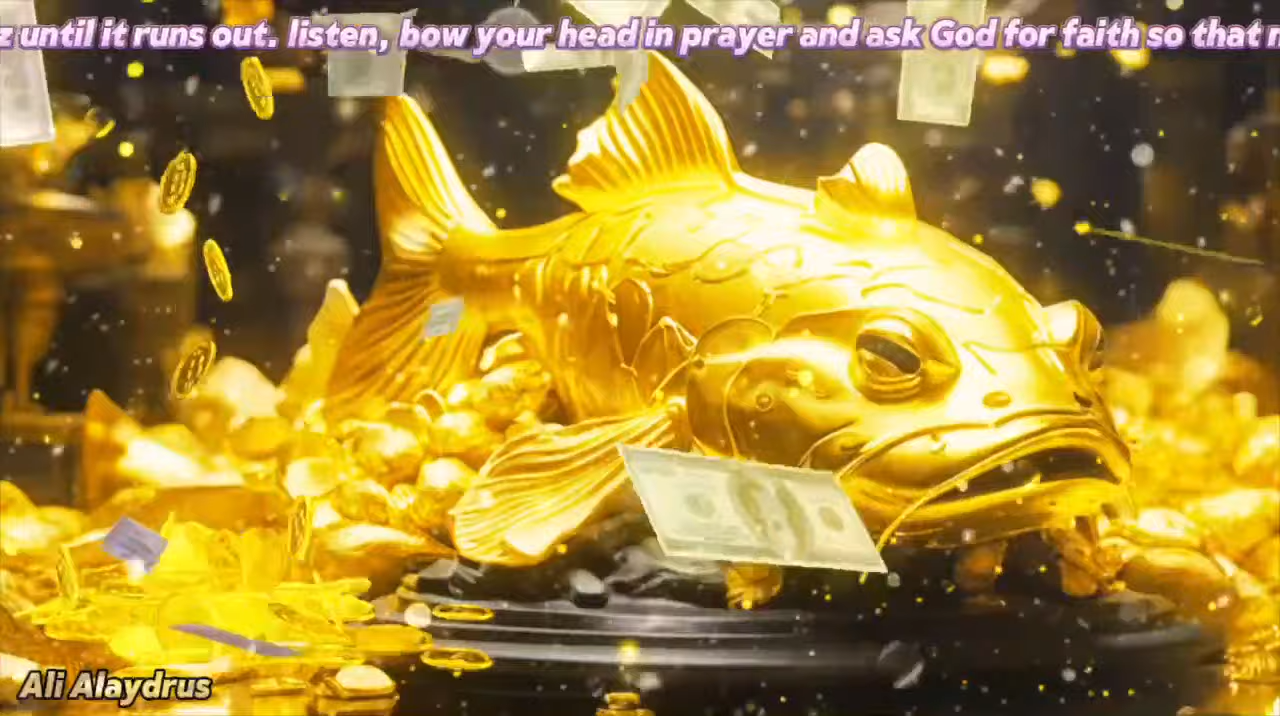 until it runs out. listen, bow your head in prayer and ask God for faith so that
Ali Alaydrus